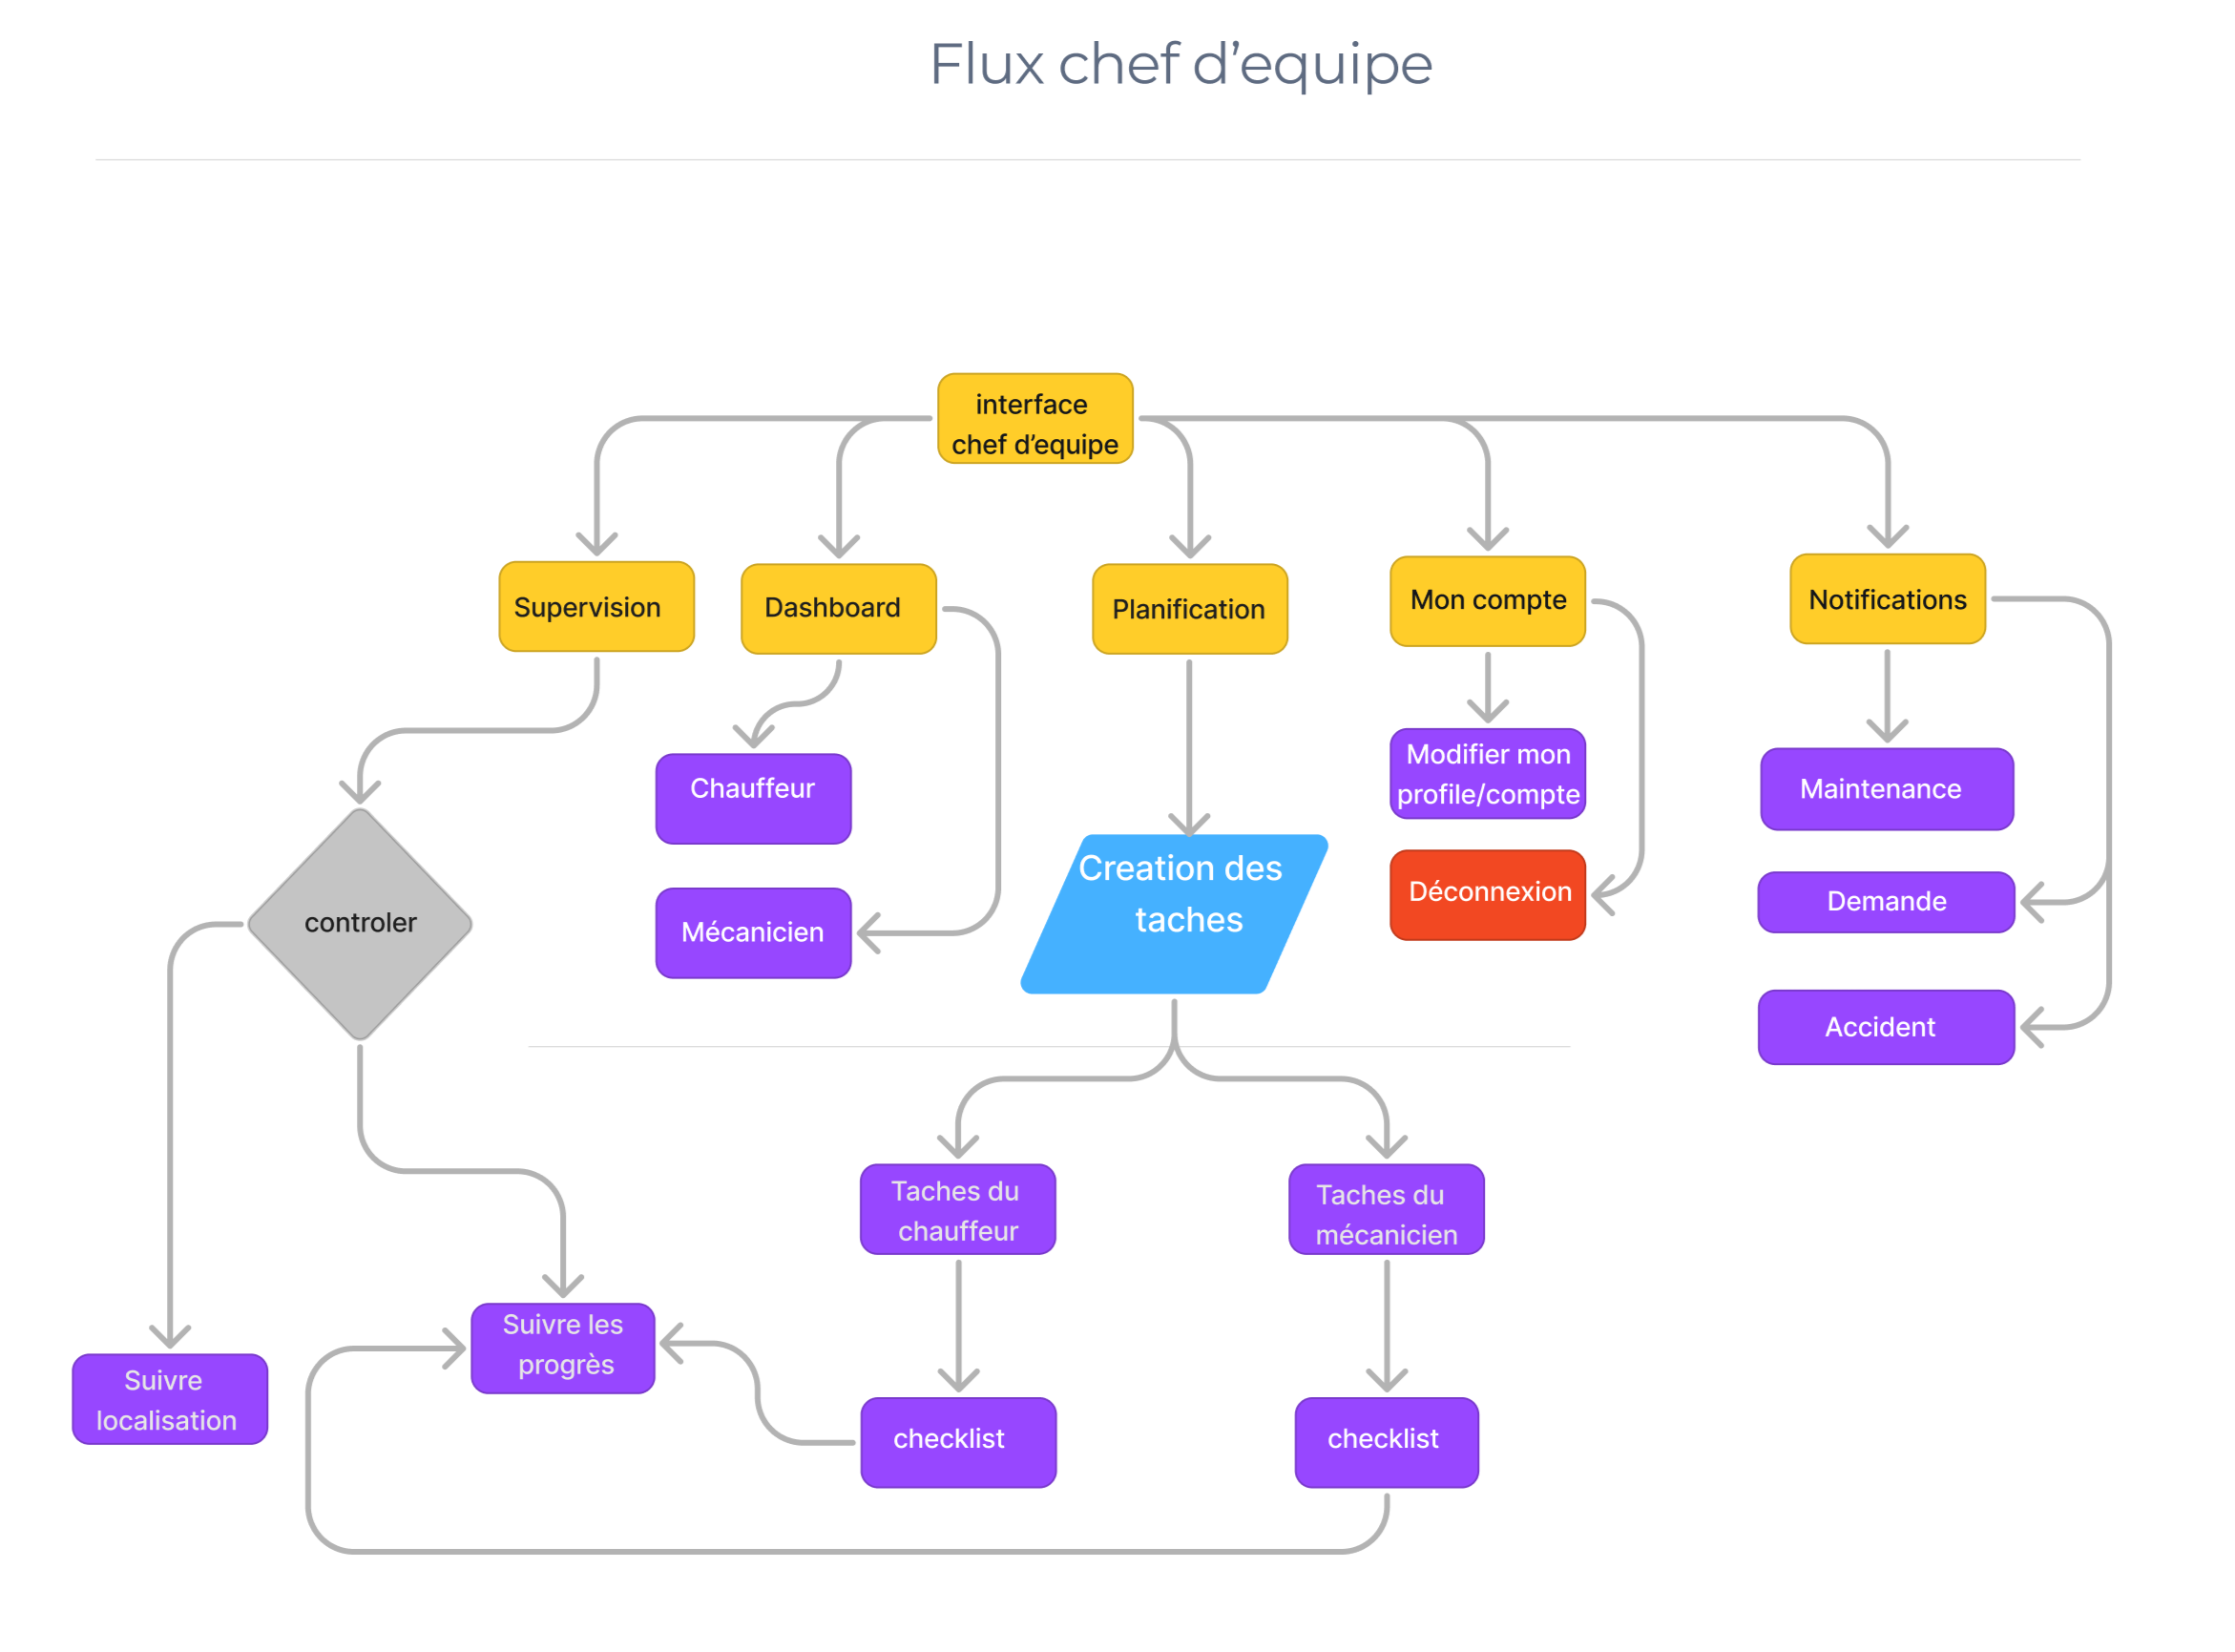 Flux chef d’equipe
interface
chef d’equipe
Supervision
Dashboard
Planification
Mon compte
Notifications
Chauffeur
Mécanicien
Creation des
taches
Modifier mon
profile/compte
Déconnexion
Maintenance
Demande
Accident
controler
Taches du
chauffeur
Taches du
mécanicien
Suivre les
progrès
Suivre
localisation
checklist
checklist